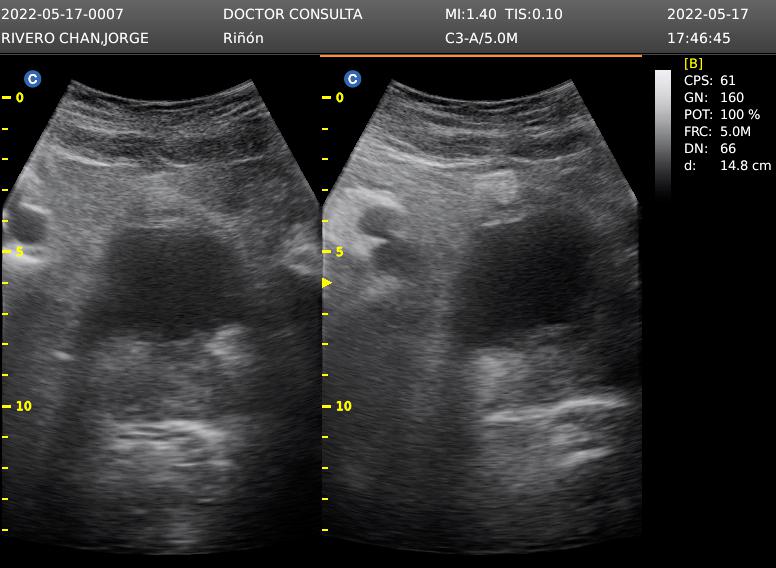 2022-05-17-0007 DOCTOR CONSULTA MI:1.40 TIS:0.10 2022-05-17
RIVERO CHAN,JORGE Riñón C3-A/5.0M 17:46:45
[B]
CPS: 61
GN: 160
POT: 100 %
FRC: 5.0M
DN: 66
d: 14.8 cm
C
0
5
10
C
0
5
10